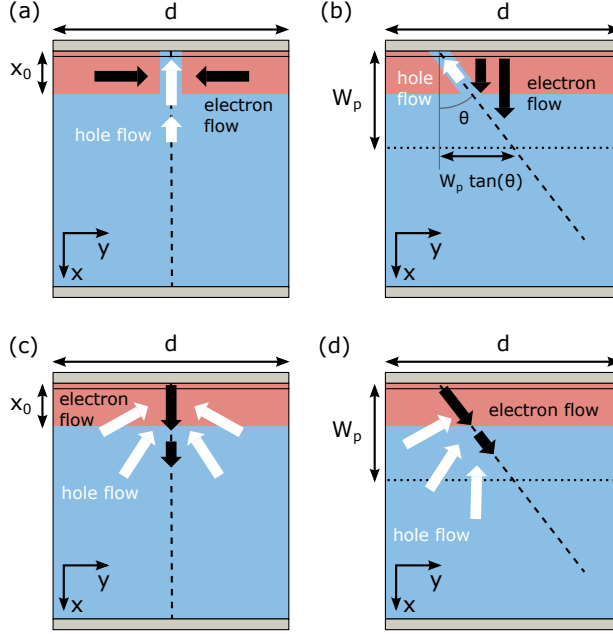 (a)
d
x₀
electron
flow
hole flow
y
x
(b)
d
hole
flow
electron
flow
Wₚ
θ
Wₚ tan(θ)
y
x
(c)
d
x₀
electron
flow
hole flow
y
x
(d)
d
electron flow
Wₚ
hole flow
y
x